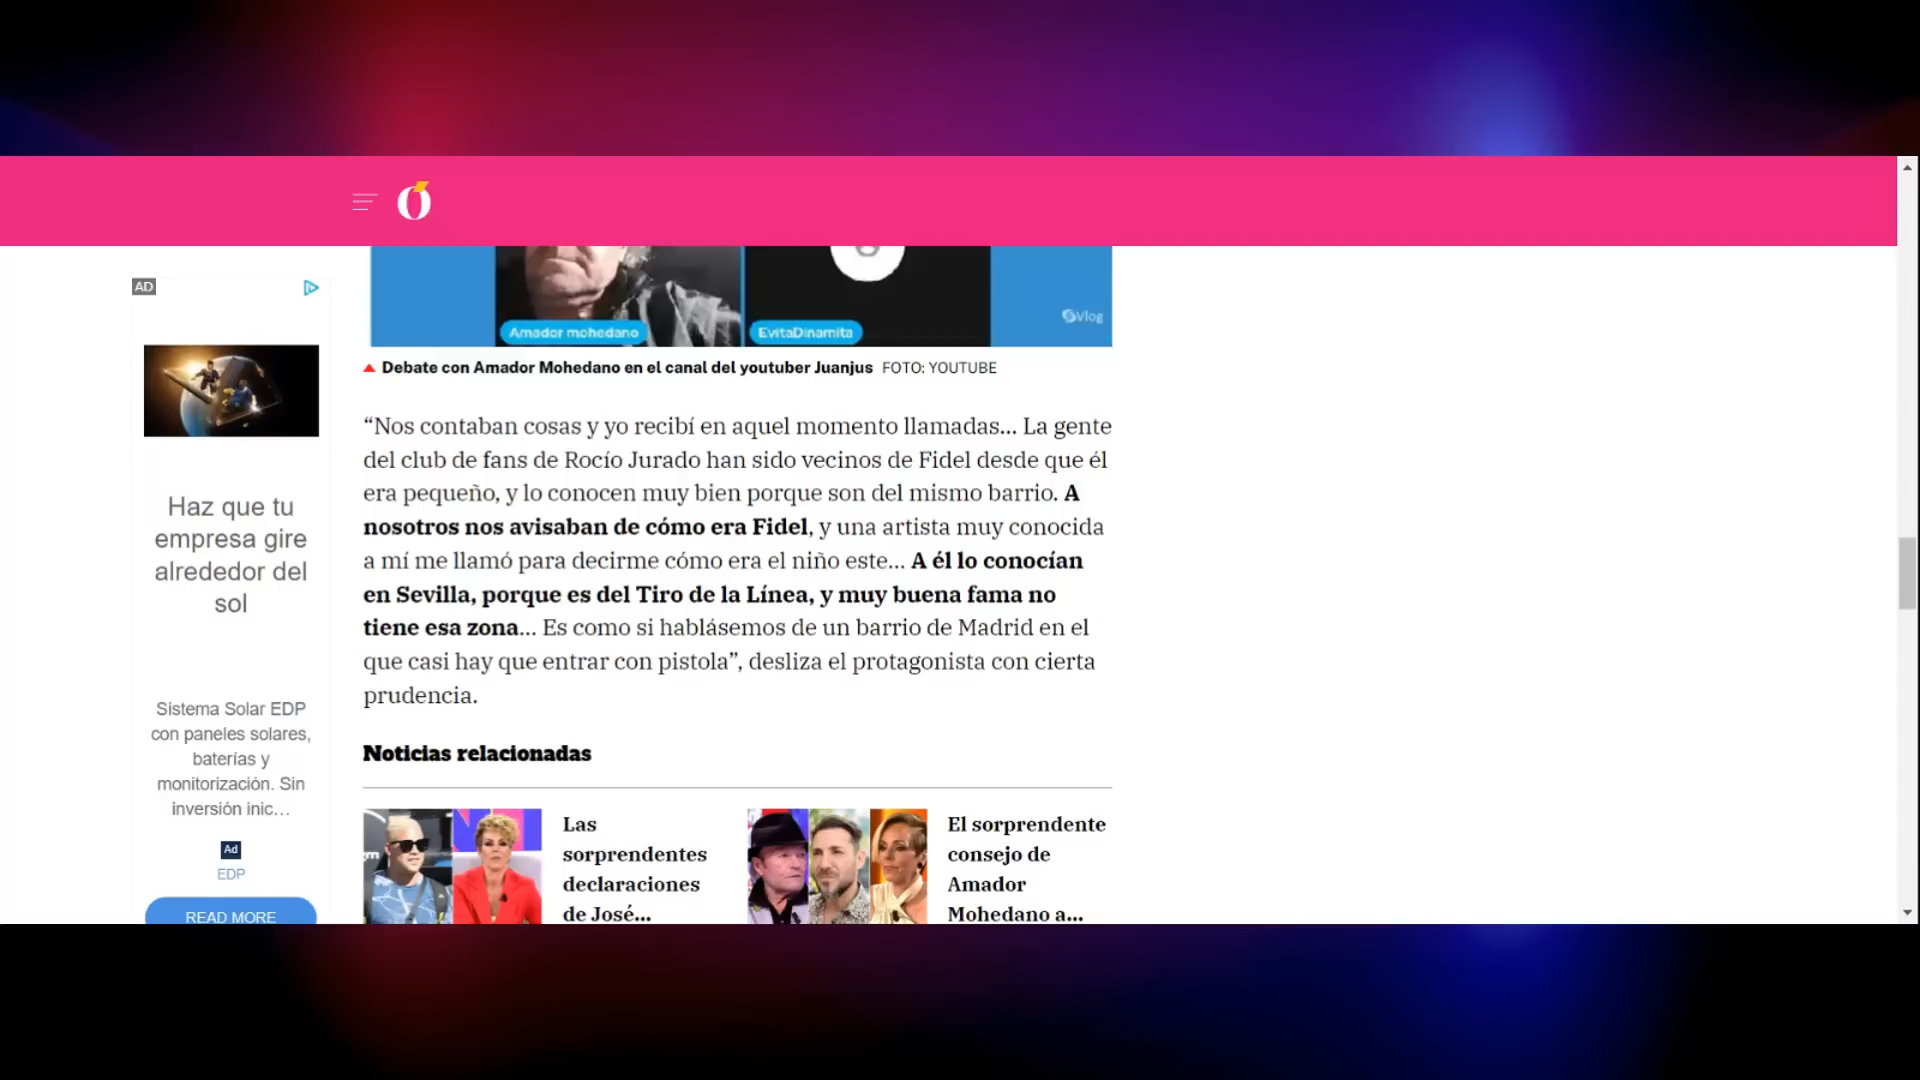 Ó
AD
Amador mohedano
EvitaDinamita
Vlog
Debate con Amador Mohedano en el canal del youtuber Juanjus FOTO: YOUTUBE
“Nos contaban cosas y yo recibí en aquel momento llamadas... La gente
del club de fans de Rocío Jurado han sido vecinos de Fidel desde que él
era pequeño, y lo conocen muy bien porque son del mismo barrio. A
nosotros nos avisaban de cómo era Fidel, y una artista muy conocida
a mí me llamó para decirme cómo era el niño este... A él lo conocían
en Sevilla, porque es del Tiro de la Línea, y muy buena fama no
tiene esa zona... Es como si hablásemos de un barrio de Madrid en el
que casi hay que entrar con pistola”, desliza el protagonista con cierta
prudencia.
Haz que tu
empresa gire
alrededor del
sol
Sistema Solar EDP
con paneles solares,
baterías y
monitorización. Sin
inversión inic...
Ad
EDP
READ MORE
Noticias relacionadas
Las
sorprendentes
declaraciones
de José...
El sorprendente
consejo de
Amador
Mohedano a...